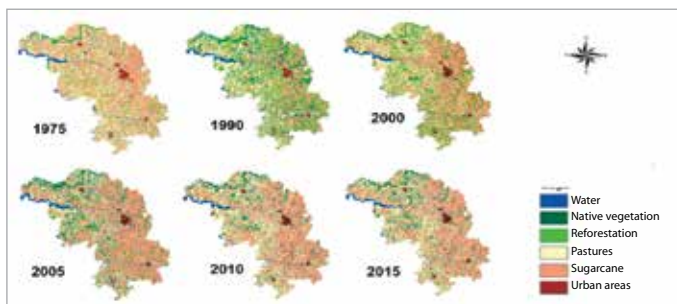 1975
1990
2000
2005
2010
2015
Water
Native vegetation
Reforestation
Pastures
Sugarcane
Urban areas